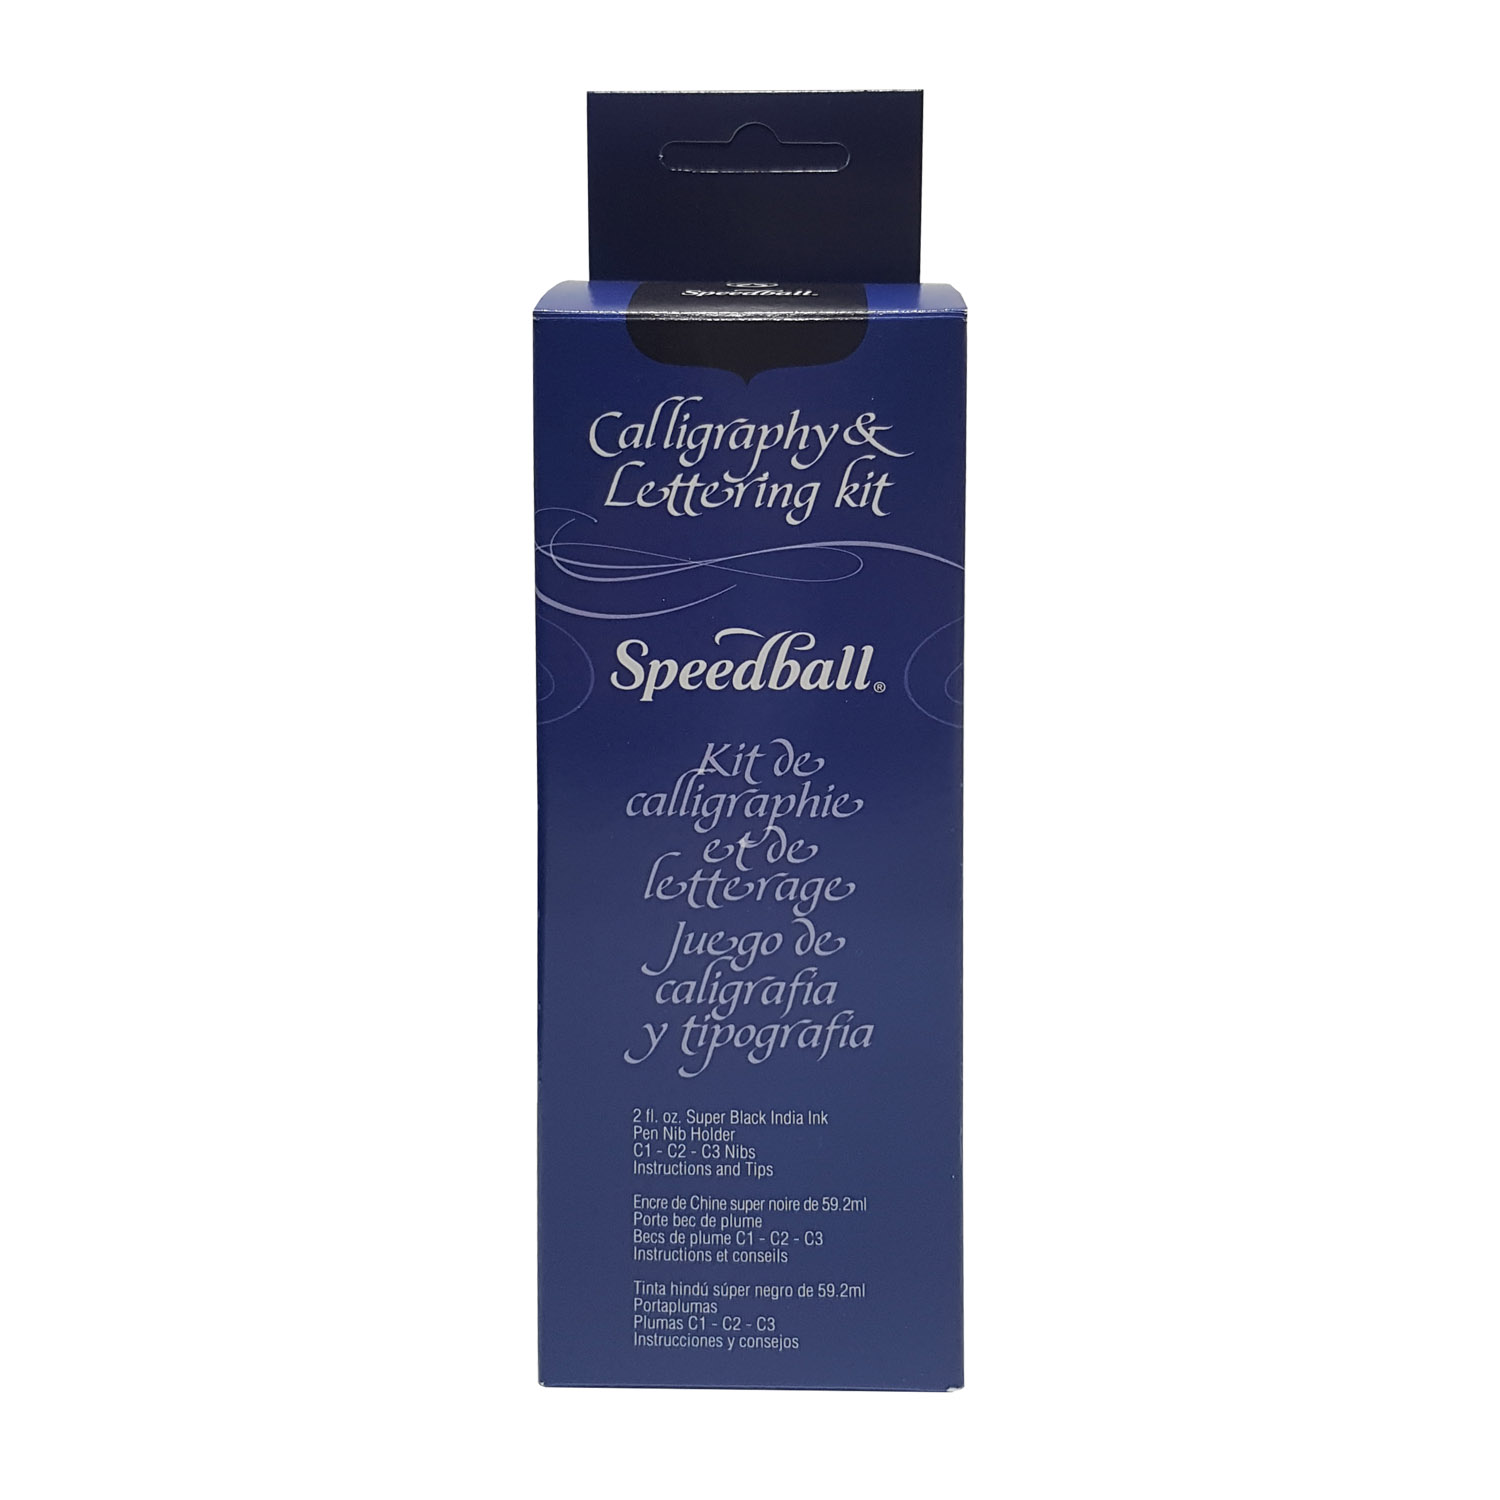 Speedball.
Calligraphy &
Lettering kit
Speedball®
Kit de
calligraphie
et de
letterage
Juego de
caligrafía
y tipografía
2 fl. oz. Super Black India Ink
Pen Nib Holder
C1 - C2 - C3 Nibs
Instructions and Tips
Encre de Chine super noire de 59.2ml
Porte bec de plume
Becs de plume C1 - C2 - C3
Instructions et conseils
Tinta hindú súper negro de 59.2ml
Portaplumas
Plumas C1 - C2 - C3
Instrucciones y consejos